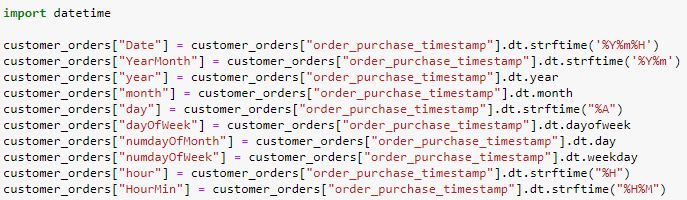 import datetime
customer_orders["Date"] = customer_orders["order_purchase_timestamp"].dt.strftime('%Y%m%H')
customer_orders["YearMonth"] = customer_orders["order_purchase_timestamp"].dt.strftime('%Y%m')
customer_orders["year"] = customer_orders["order_purchase_timestamp"].dt.year
customer_orders["month"] = customer_orders["order_purchase_timestamp"].dt.month
customer_orders["day"] = customer_orders["order_purchase_timestamp"].dt.strftime("%A")
customer_orders["dayOfWeek"] = customer_orders["order_purchase_timestamp"].dt.dayofweek
customer_orders["numdayOfMonth"] = customer_orders["order_purchase_timestamp"].dt.day
customer_orders["numdayOfWeek"] = customer_orders["order_purchase_timestamp"].dt.weekday
customer_orders["hour"] = customer_orders["order_purchase_timestamp"].dt.strftime("%H")
customer_orders["HourMin"] = customer_orders["order_purchase_timestamp"].dt.strftime("%H%M")